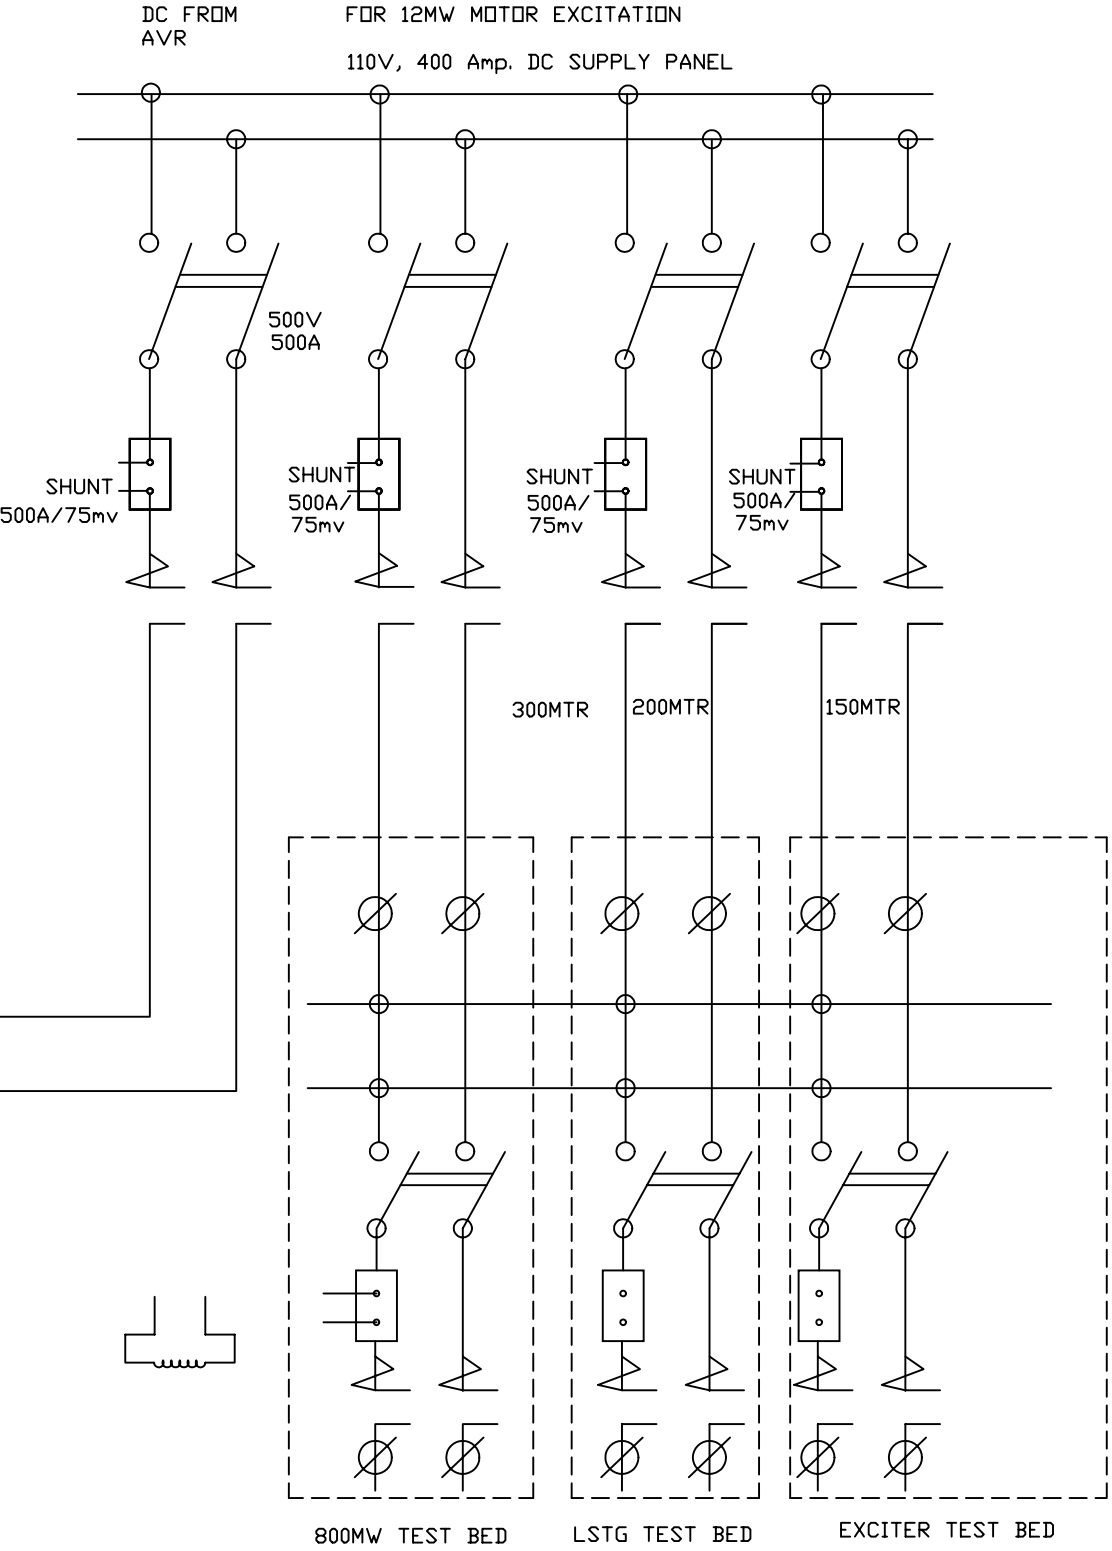 DC FROM
AVR
FOR 12MW MOTOR EXCITATION
110V, 400 Amp. DC SUPPLY PANEL
500V
500A
SHUNT
500A/75mv
SHUNT
500A/
75mv
SHUNT
500A/
75mv
SHUNT
500A/
75mv
300MTR
200MTR
150MTR
800MW TEST BED
LSTG TEST BED
EXCITER TEST BED